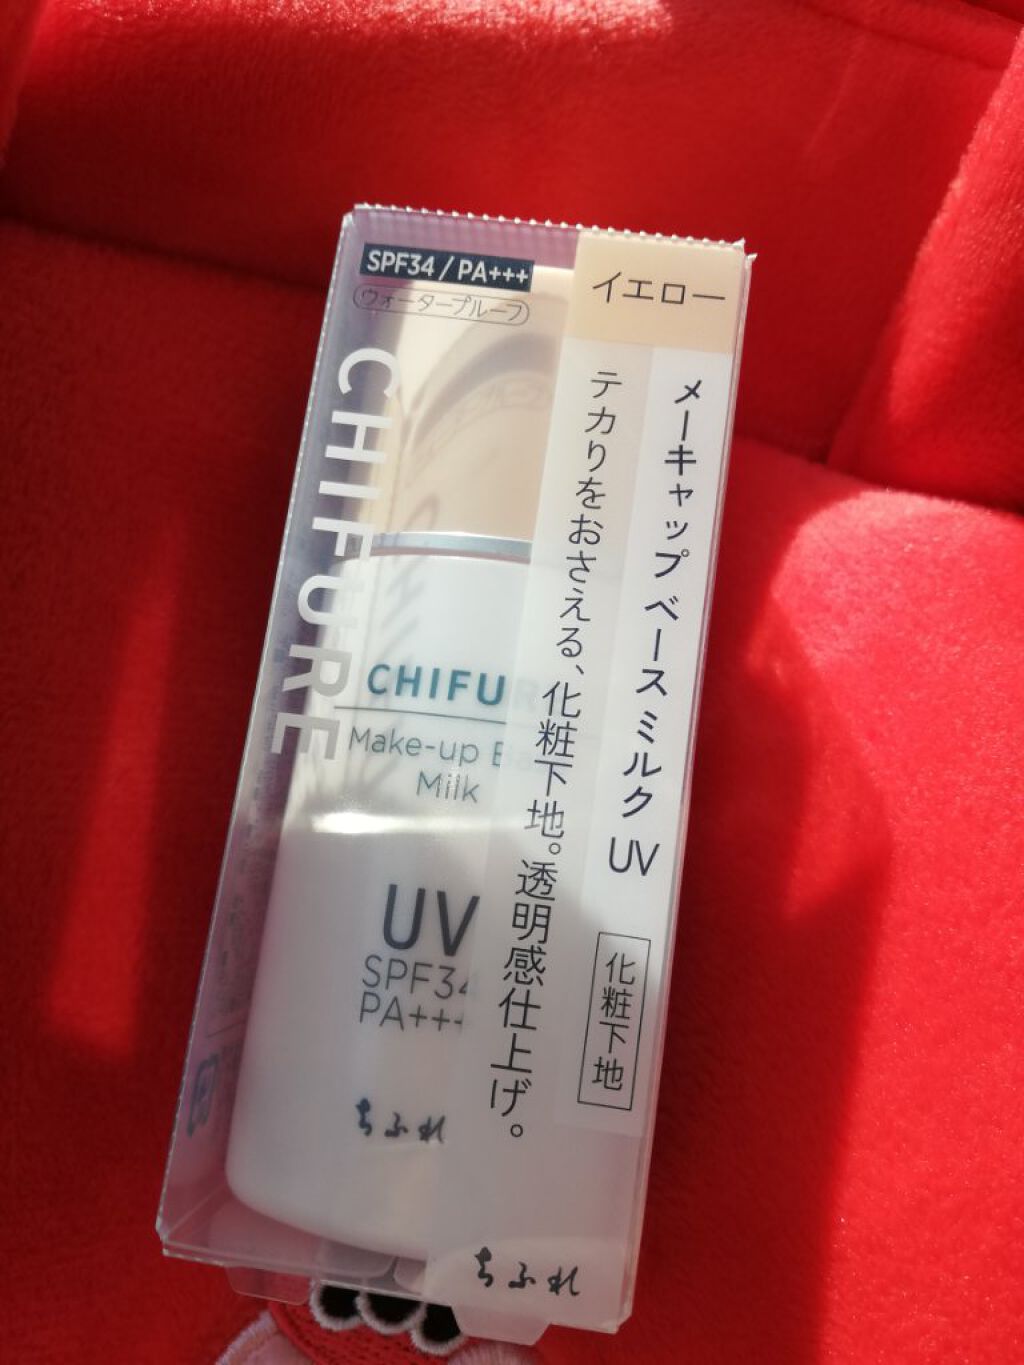 SPF34 / PA+++
ウォータープルーフ
CHIFURE
イエロー
メーキャップ ベース ミルク UV
化粧下地
テカりをおさえる、化粧下地。透明感仕上げ。
CHIFU
Make-up Ba
Milk
UV
SPF34
PA+++
ちふれ
ちふれ